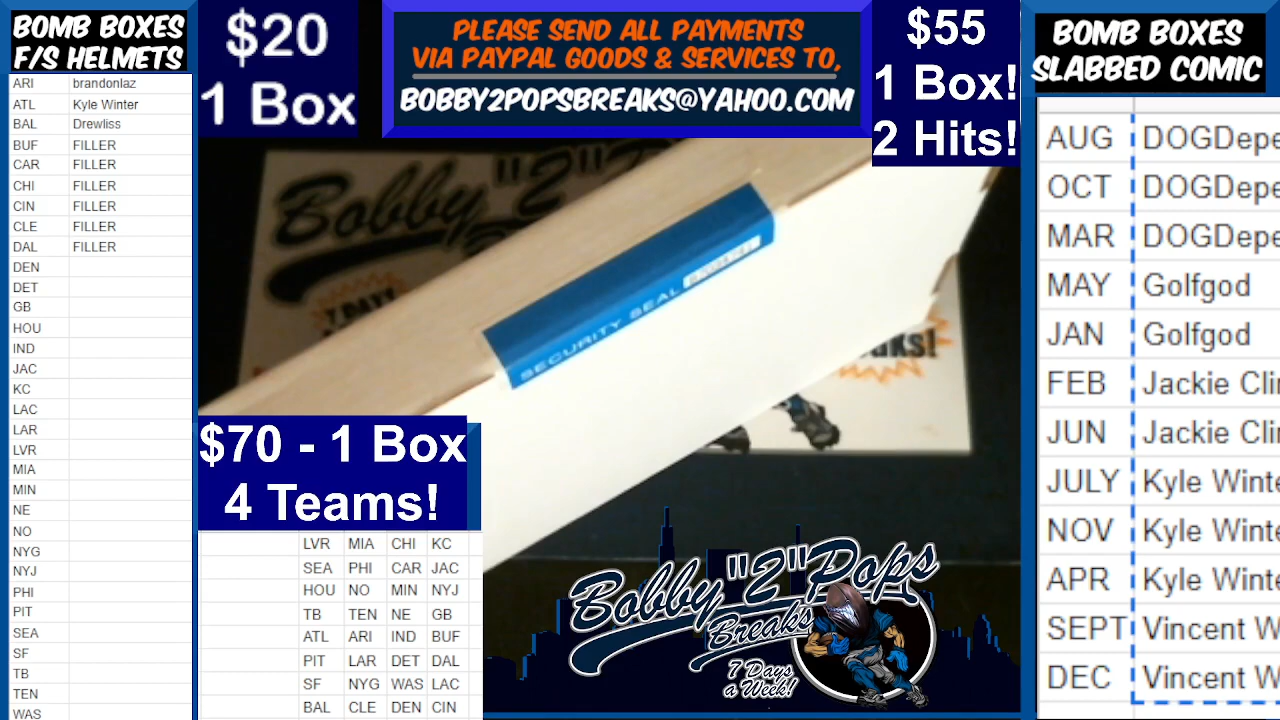 BOMB BOXES
F/S HELMETS
ARI brandonlaz
ATL Kyle Winter
BAL Drewliss
BUF FILLER
CAR FILLER
CHI FILLER
CIN FILLER
CLE FILLER
DAL FILLER
DEN
DET
GB
HOU
IND
JAC
KC
LAC
LAR
LVR
MIA
MIN
NE
NO
NYG
NYJ
PHI
PIT
SEA
SF
TB
TEN
WAS
$20
1 Box
PLEASE SEND ALL PAYMENTS
VIA PAYPAL GOODS & SERVICES TO,
BOBBY2POPSBREAKS@YAHOO.COM
$55
1 Box!
2 Hits!
Bobby "2" Po
7 Days
SECURITY SEAL
aks!
$70 - 1 Box
4 Teams!
LVR MIA CHI KC
SEA PHI CAR JAC
HOU NO MIN NYJ
TB TEN NE GB
ATL ARI IND BUF
PIT LAR DET DAL
SF NYG WAS LAC
BAL CLE DEN CIN
Bobby "2" Pops
Breaks
7 Days
a Week!
BOMB BOXES
SLABBED COMIC
AUG DOGDepe
OCT DOGDepe
MAR DOGDepe
MAY Golfgod
JAN Golfgod
FEB Jackie Cli
JUN Jackie Cli
JULY Kyle Winte
NOV Kyle Winte
APR Kyle Winte
SEPT Vincent W
DEC Vincent W